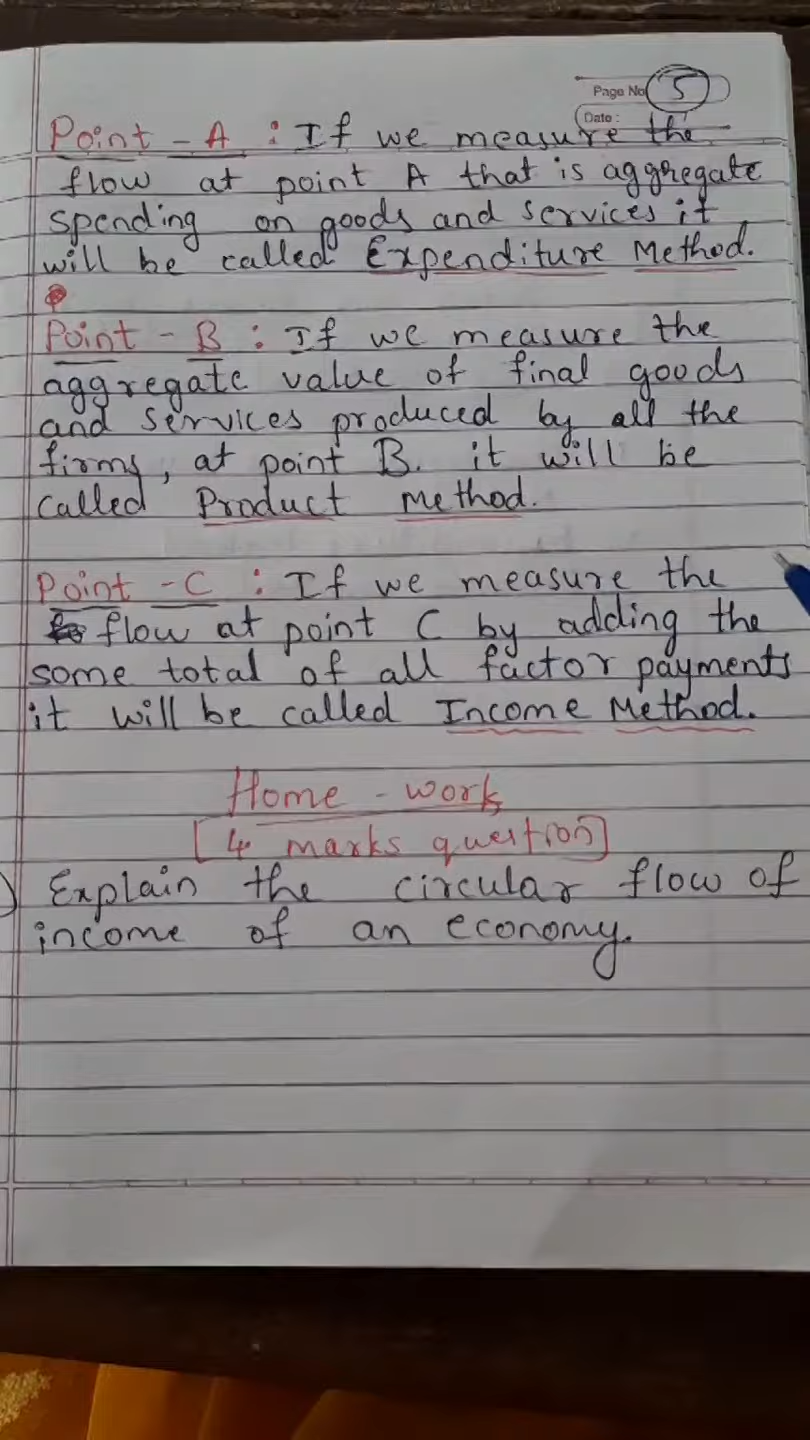 Page No. 5
Date :
Point - A : If we measure the
flow at point A that is aggregate
spending on goods and services it
will be called Expenditure Method.
Point - B : If we measure the
aggregate value of final goods
and services produced by all the
firms, at point B. it will be
called Product Method.
Point - C : If we measure the
flow at point C by adding the
some total of all factor payments
it will be called Income Method.
Home - work
[4 marks question]
) Explain the circular flow of
income of an economy.